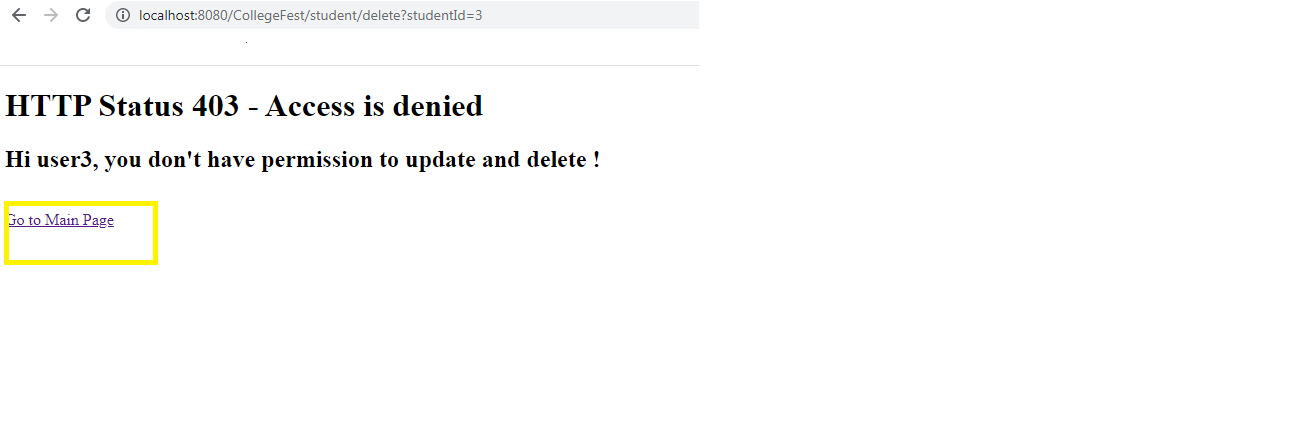 localhost:8080/CollegeFest/student/delete?studentId=3
HTTP Status 403 - Access is denied
Hi user3, you don't have permission to update and delete !
Go to Main Page